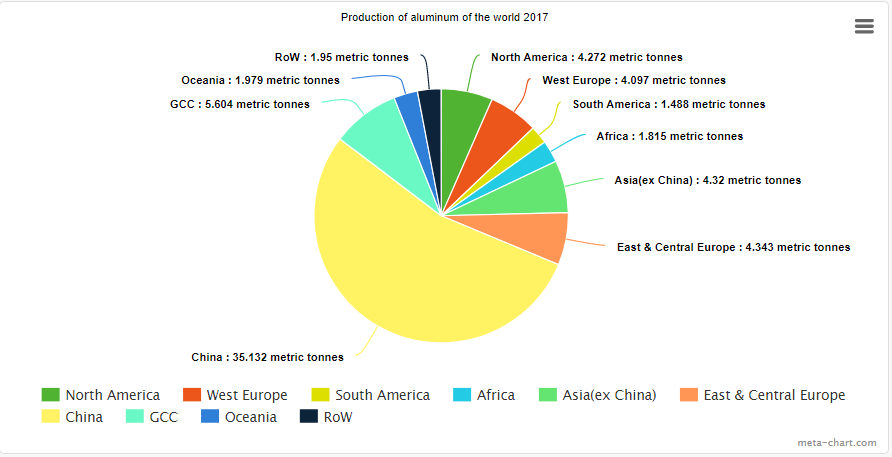 Production of aluminum of the world 2017
RoW : 1.95 metric tonnes
North America : 4.272 metric tonnes
Oceania : 1.979 metric tonnes
West Europe : 4.097 metric tonnes
GCC : 5.604 metric tonnes
South America : 1.488 metric tonnes
Africa : 1.815 metric tonnes
Asia(ex China) : 4.32 metric tonnes
East & Central Europe : 4.343 metric tonnes
China : 35.132 metric tonnes
North America West Europe South America Africa Asia(ex China) East & Central Europe
China GCC Oceania RoW
meta-chart.com